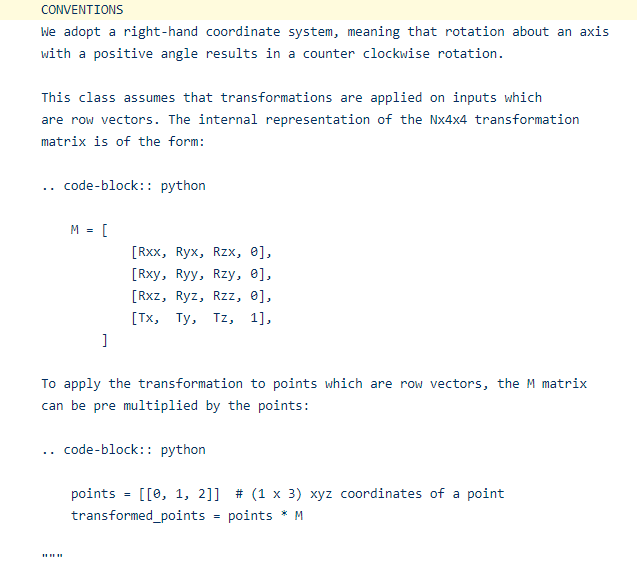 CONVENTIONS
We adopt a right-hand coordinate system, meaning that rotation about an axis
with a positive angle results in a counter clockwise rotation.
This class assumes that transformations are applied on inputs which
are row vectors. The internal representation of the Nx4x4 transformation
matrix is of the form:
.. code-block:: python
M = [
[Rxx, Ryx, Rzx, 0],
[Rxy, Ryy, Rzy, 0],
[Rxz, Ryz, Rzz, 0],
[Tx,  Ty,  Tz,  1],
]
To apply the transformation to points which are row vectors, the M matrix
can be pre multiplied by the points:
.. code-block:: python
points = [[0, 1, 2]]  # (1 x 3) xyz coordinates of a point
transformed_points = points * M
"""